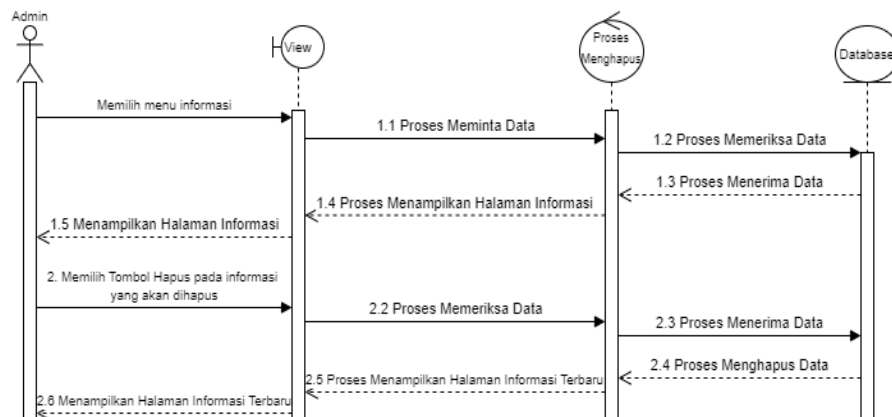 Admin
View
Proses
Menghapus
Database
Memilih menu informasi
1.1 Proses Meminta Data
1.2 Proses Memeriksa Data
1.3 Proses Menerima Data
1.4 Proses Menampilkan Halaman Informasi
1.5 Menampilkan Halaman Informasi
2. Memilih Tombol Hapus pada informasi
yang akan dihapus
2.2 Proses Memeriksa Data
2.3 Proses Menerima Data
2.4 Proses Menghapus Data
2.5 Proses Menampilkan Halaman Informasi Terbaru
2.6 Menampilkan Halaman Informasi Terbaru